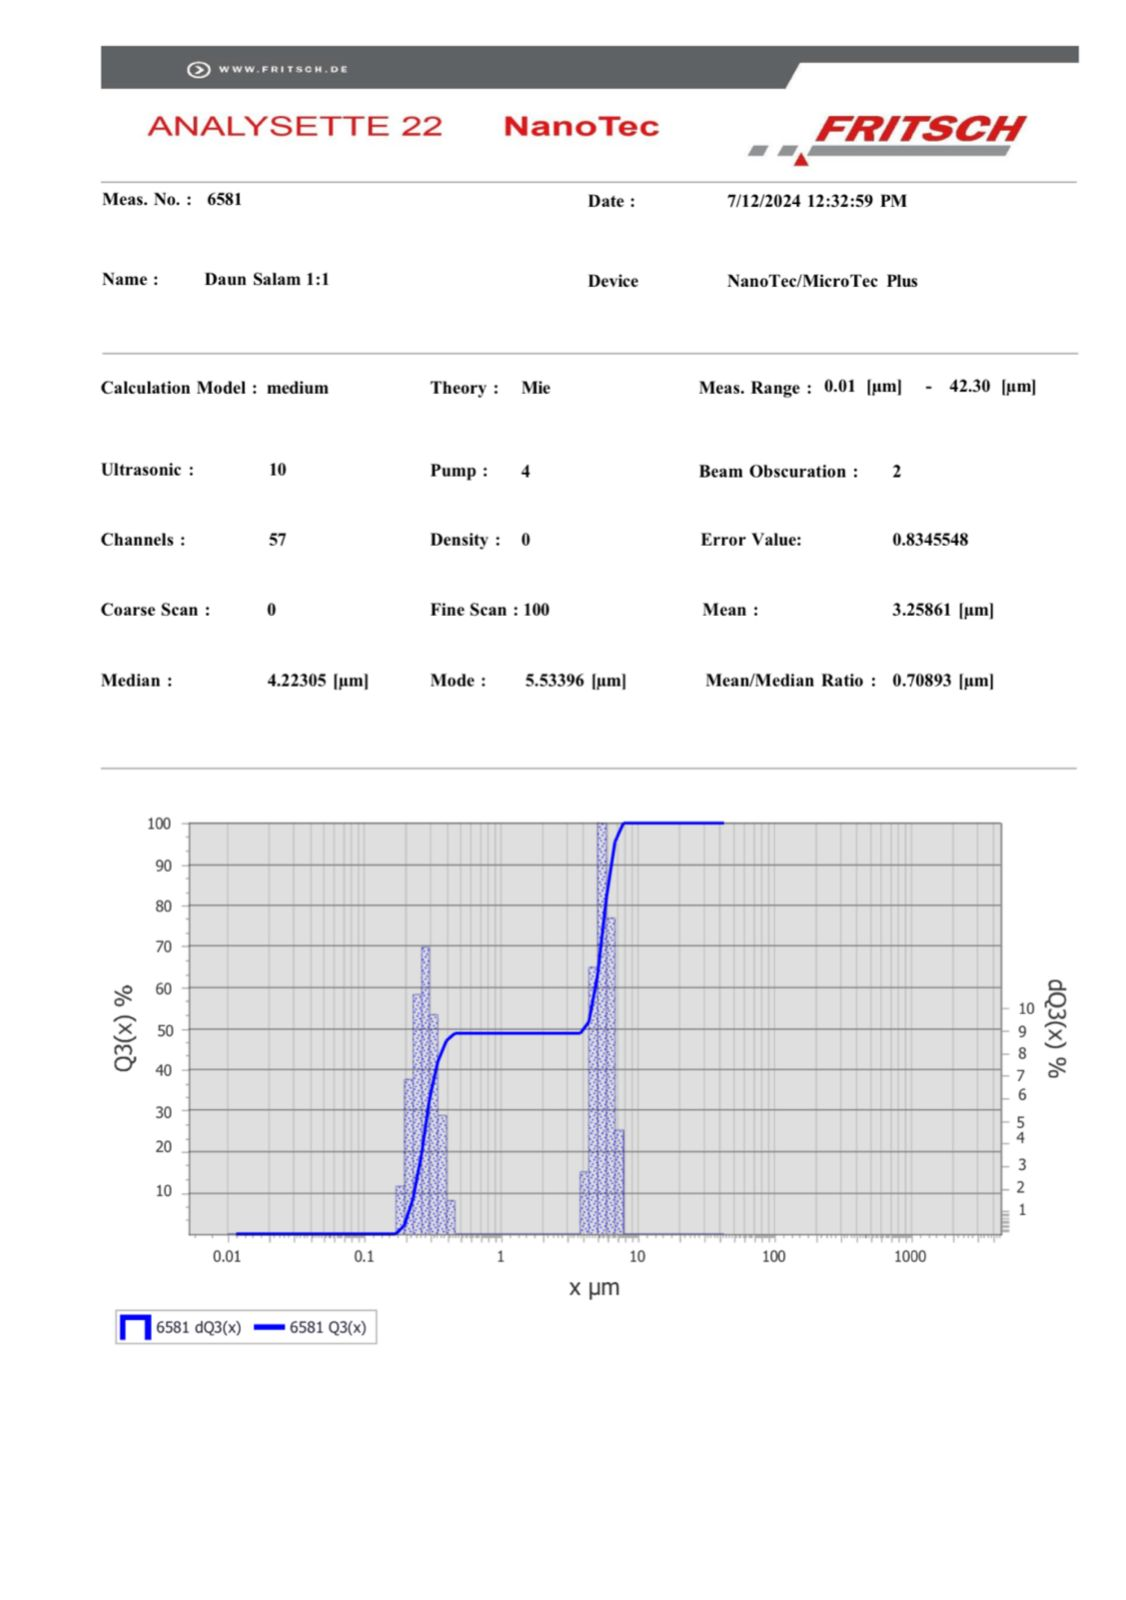 WWW.FRITSCH.DE
ANALYSETTE 22 NanoTec FRITSCH
Meas. No. : 6581 Date : 7/12/2024 12:32:59 PM
Name : Daun Salam 1:1 Device NanoTec/MicroTec Plus
Calculation Model : medium Theory : Mie Meas. Range : 0.01 [µm] - 42.30 [µm]
Ultrasonic : 10 Pump : 4 Beam Obscuration : 2
Channels : 57 Density : 0 Error Value: 0.8345548
Coarse Scan : 0 Fine Scan : 100 Mean : 3.25861 [µm]
Median : 4.22305 [µm] Mode : 5.53396 [µm] Mean/Median Ratio : 0.70893 [µm]
Q3(x) %
100
90
80
70
60
50
40
30
20
10
dQ3(x) %
10
9
8
7
6
5
4
3
2
1
0.01 0.1 1 10 100 1000
x µm
6581 dQ3(x) 6581 Q3(x)